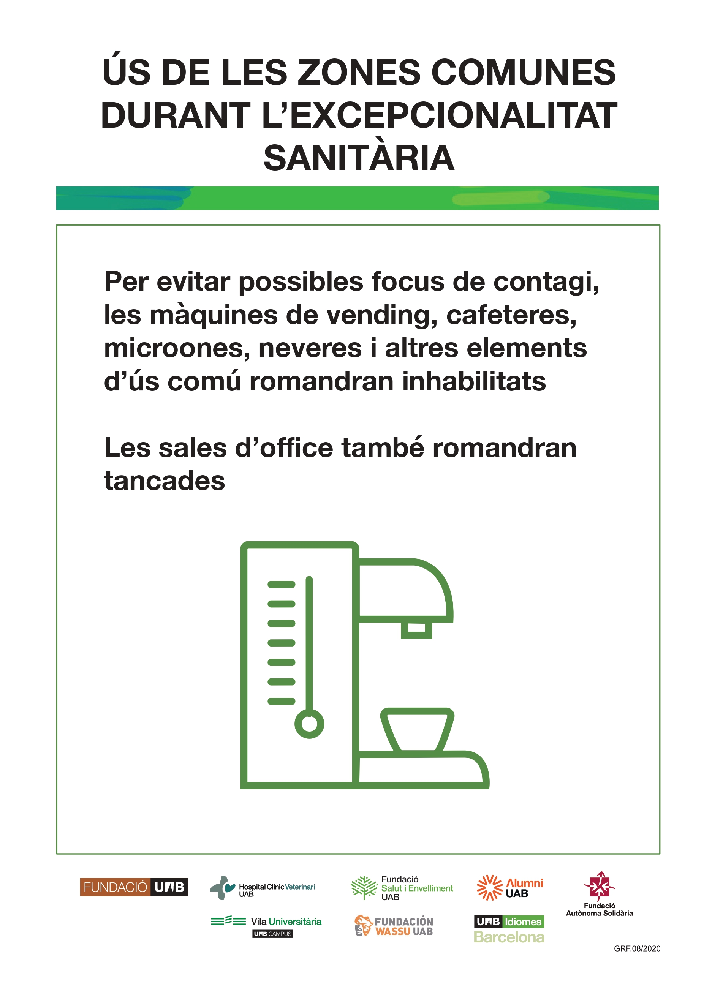 ÚS DE LES ZONES COMUNES
DURANT L’EXCEPCIONALITAT
SANITÀRIA
Per evitar possibles focus de contagi,
les màquines de vending, cafeteres,
microones, neveres i altres elements
d’ús comú romandran inhabilitats
Les sales d’office també romandran
tancades
FUNDACIÓ UAB
Hospital Clínic Veterinari
UAB
Fundació
Salut i Envelliment
UAB
Alumni
UAB
Fundació
Autònoma Solidària
Vila Universitària
UAB CAMPUS
FUNDACIÓN
WASSU UAB
UAB Idiomes
Barcelona
GRF.08/2020